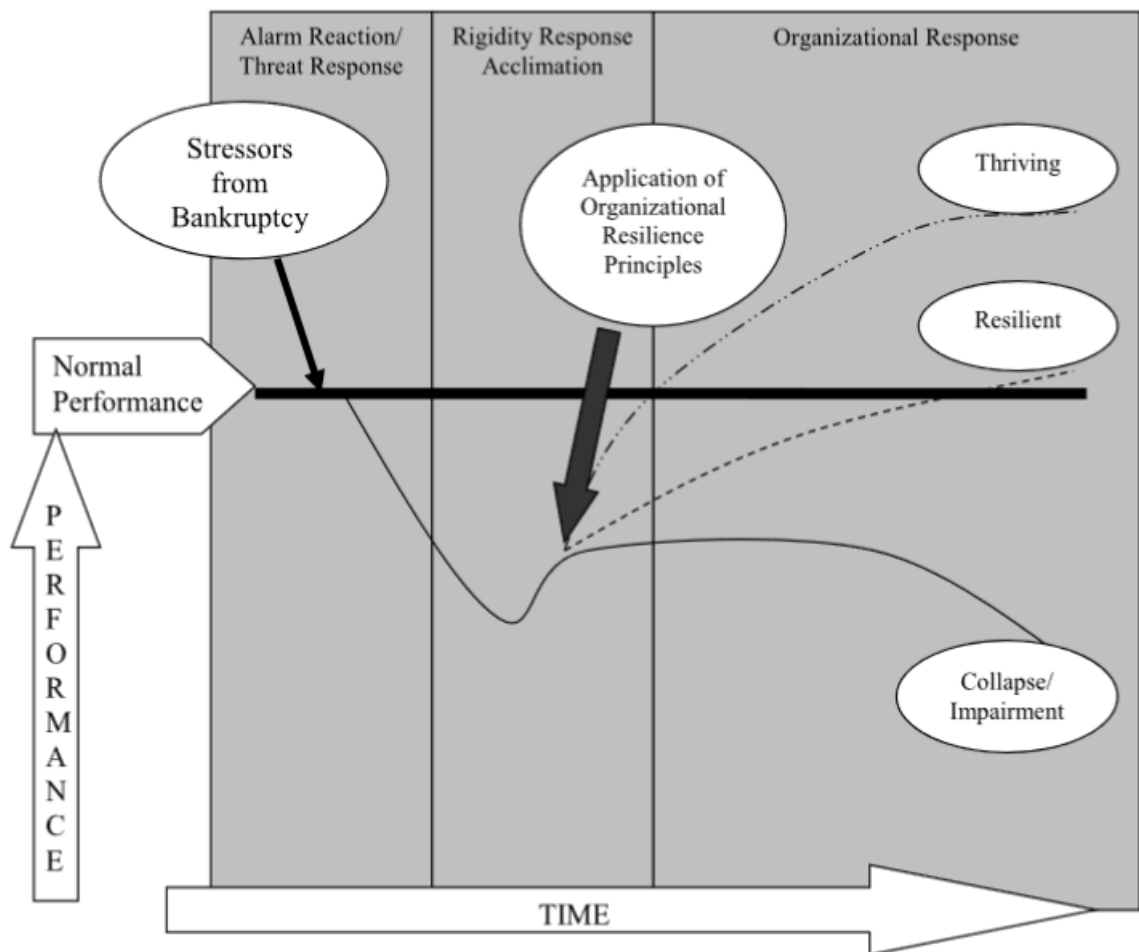 Alarm Reaction/
Threat Response
Rigidity Response
Acclimation
Organizational Response
Stressors
from
Bankruptcy
Application of
Organizational
Resilience
Principles
Thriving
Resilient
Normal
Performance
PERFORMANCE
Collapse/
Impairment
TIME